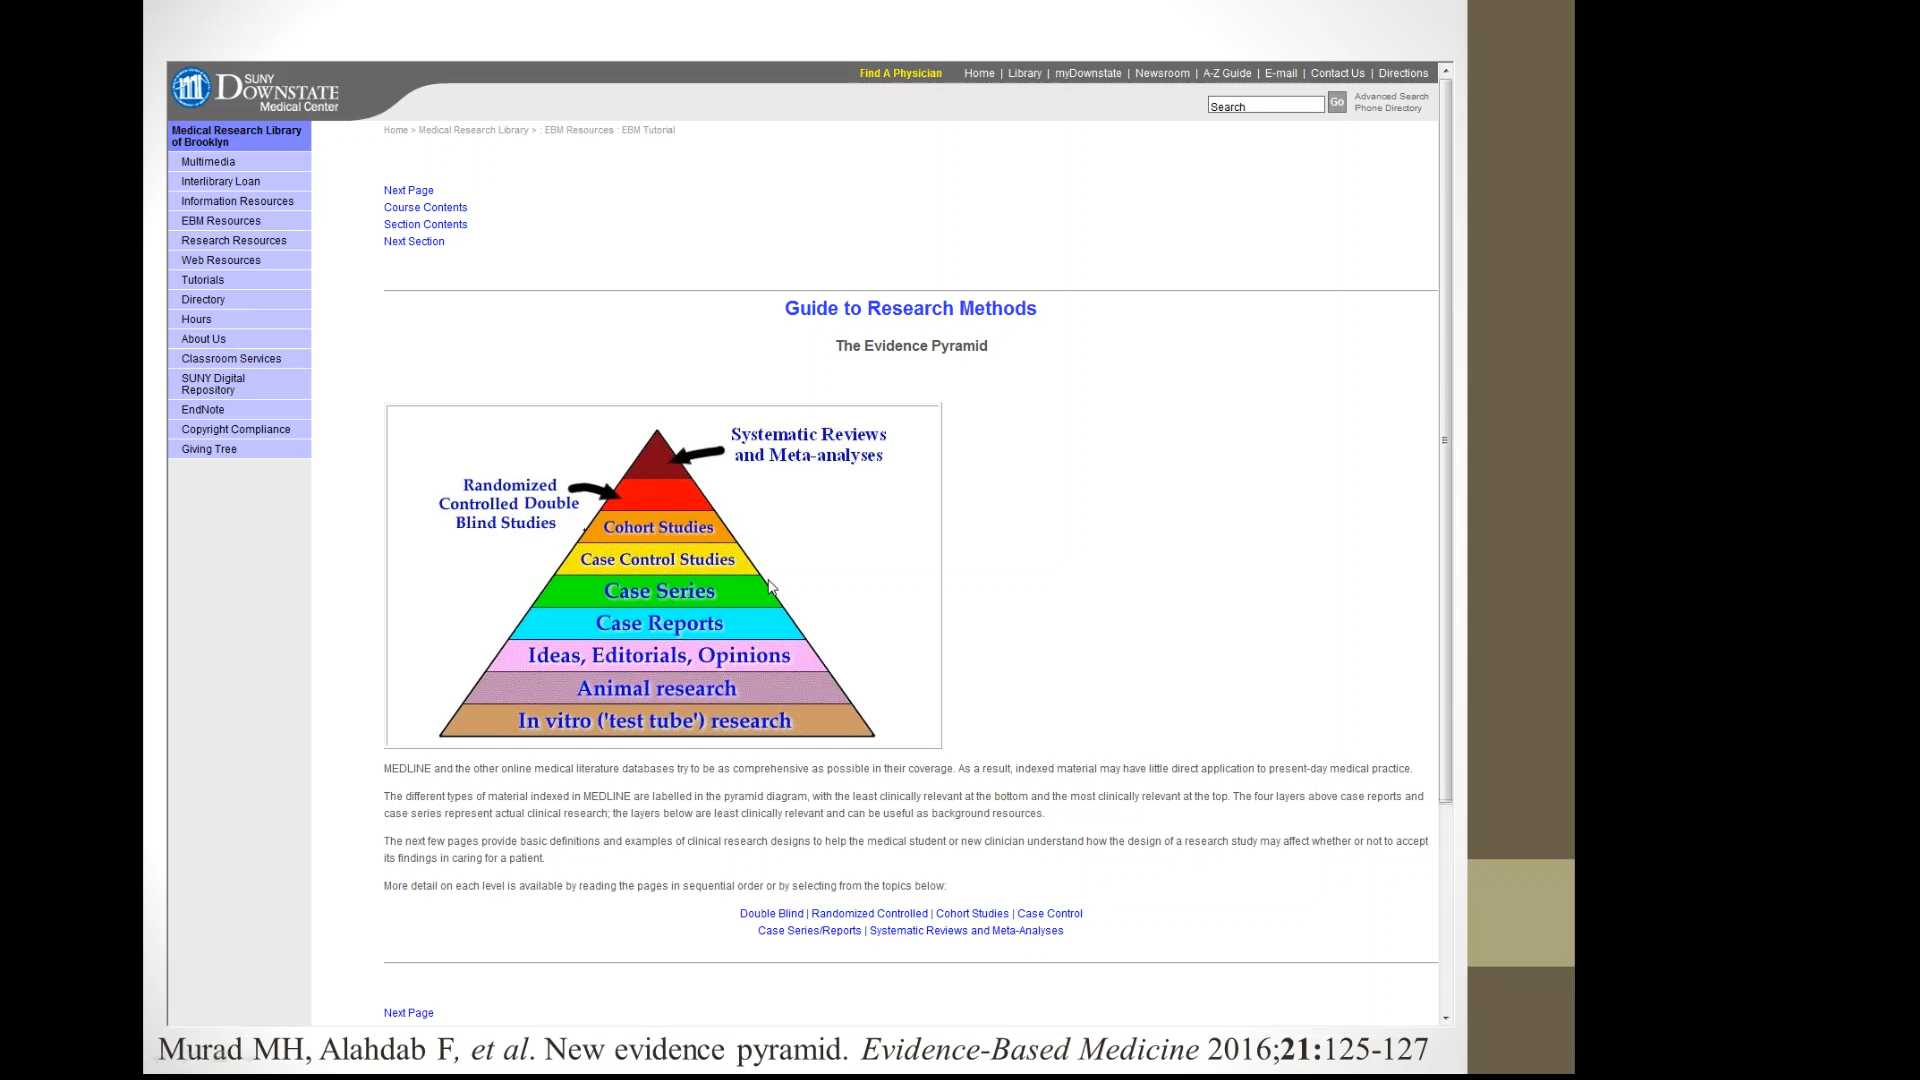 SUNY
DOWNSTATE
Medical Center
Find A Physician Home | Library | myDownstate | Newsroom | A-Z Guide | E-mail | Contact Us | Directions
Search
Go
Advanced Search
Phone Directory
Medical Research Library
of Brooklyn
Multimedia
Interlibrary Loan
Information Resources
EBM Resources
Research Resources
Web Resources
Tutorials
Directory
Hours
About Us
Classroom Services
SUNY Digital
Repository
EndNote
Copyright Compliance
Giving Tree
Home > Medical Research Library > : EBM Resources : EBM Tutorial
Next Page
Course Contents
Section Contents
Next Section
Guide to Research Methods
The Evidence Pyramid
Systematic Reviews
and Meta-analyses
Randomized
Controlled Double
Blind Studies
Cohort Studies
Case Control Studies
Case Series
Case Reports
Ideas, Editorials, Opinions
Animal research
In vitro ('test tube') research
MEDLINE and the other online medical literature databases try to be as comprehensive as possible in their coverage. As a result, indexed material may have little direct application to present-day medical practice.
The different types of material indexed in MEDLINE are labelled in the pyramid diagram, with the least clinically relevant at the bottom and the most clinically relevant at the top. The four layers above case reports and
case series represent actual clinical research; the layers below are least clinically relevant and can be useful as background resources.
The next few pages provide basic definitions and examples of clinical research designs to help the medical student or new clinician understand how the design of a research study may affect whether or not to accept
its findings in caring for a patient.
More detail on each level is available by reading the pages in sequential order or by selecting from the topics below:
Double Blind | Randomized Controlled | Cohort Studies | Case Control
Case Series/Reports | Systematic Reviews and Meta-Analyses
Next Page
Murad MH, Alahdab F, et al. New evidence pyramid. Evidence-Based Medicine 2016;21:125-127